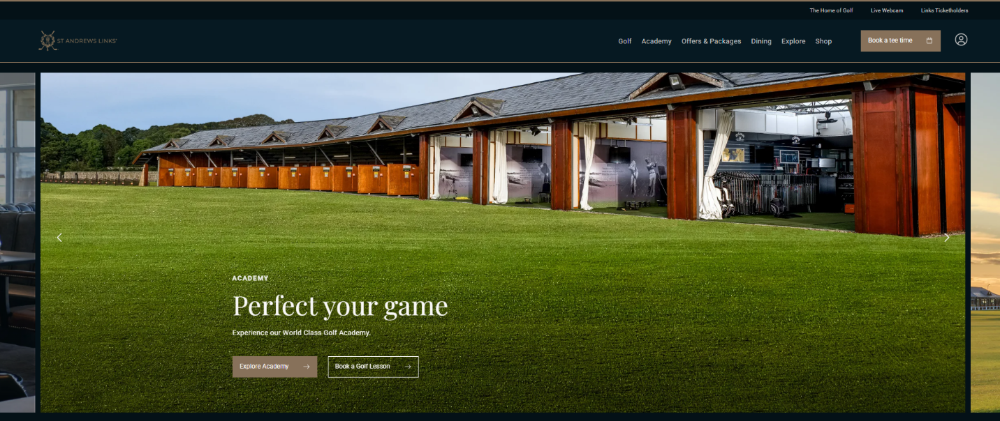 The Home of Golf
Live Webcam
Links Ticketholders
ST ANDREWS LINKS
Golf
Academy
Offers & Packages
Dining
Explore
Shop
Book a tee time
ACADEMY
Perfect your game
Experience our World Class Golf Academy.
Explore Academy
Book a Golf Lesson